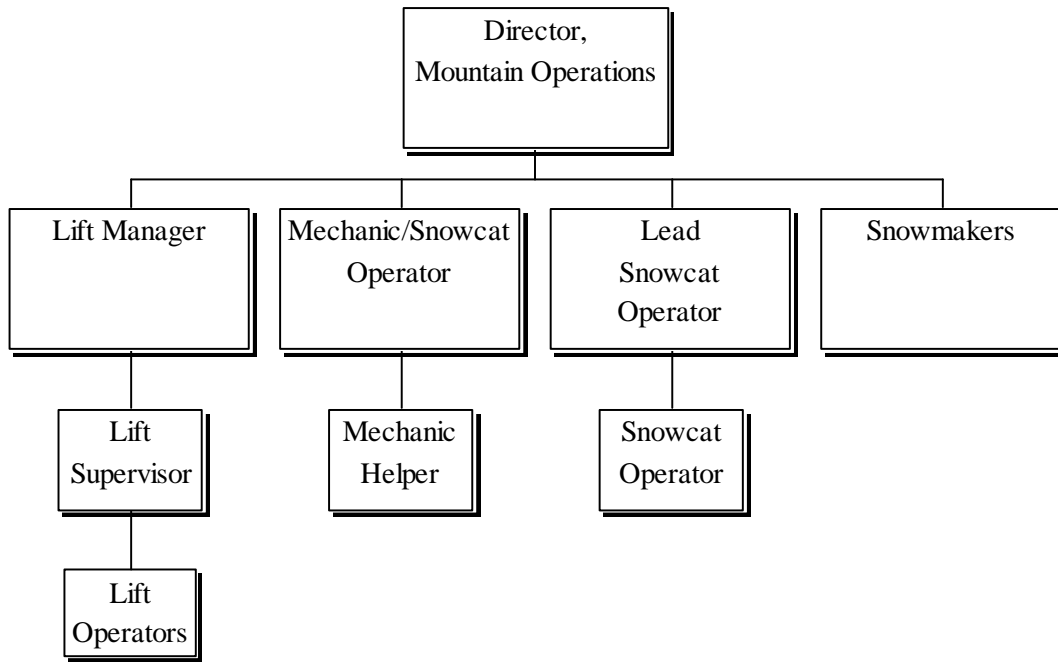 Director,
Mountain Operations
Lift Manager
Mechanic/Snowcat
Operator
Lead
Snowcat
Operator
Snowmakers
Lift
Supervisor
Mechanic
Helper
Snowcat
Operator
Lift
Operators